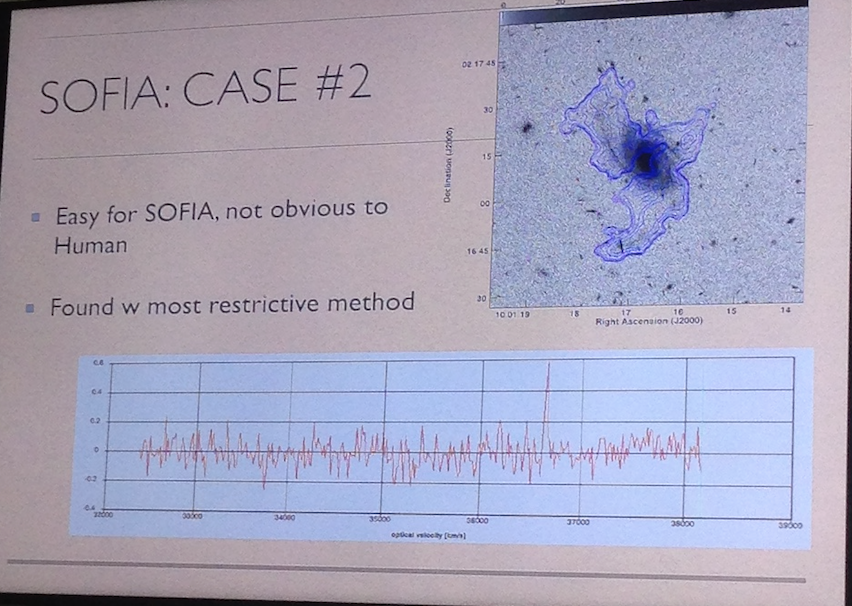 SOFIA: CASE #2
Easy for SOFIA, not obvious to
Human
Found w most restrictive method
0
20
Declination (J2000)
02 17 45
30
15
00
16 45
30
10 01 19
18
17
16
15
14
Right Ascension (J2000)
0.6
0.4
0.2
0
-0.2
-0.4
32000
33000
34000
35000
36000
37000
38000
39000
optical velocity [km/s]